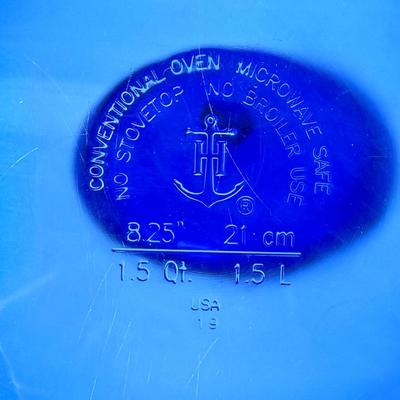 CONVENTIONAL OVEN MICROWAVE SAFE
NO STOVETOP NO BROILER USE
H
®
8.25" 21 cm
1.5 Qt. 1.5 L
USA
19